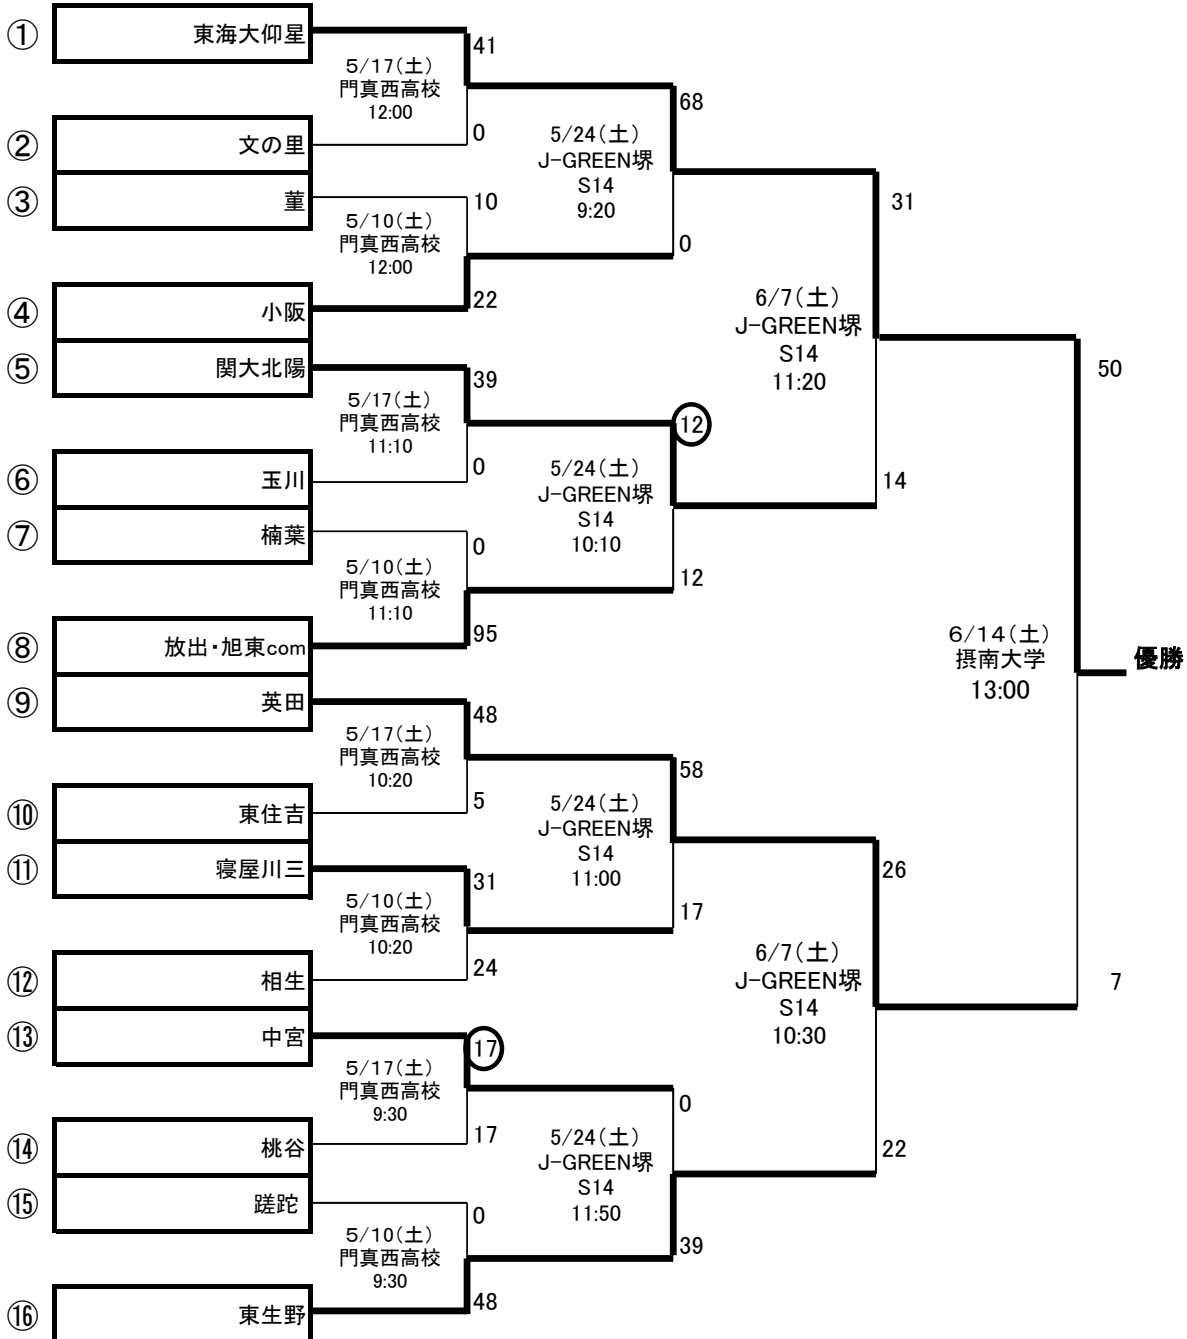 ① 東海大仰星
41
5/17(土)
門真西高校
12:00
68
0
② 文の里
5/24(土)
J-GREEN堺
S14
9:20
③ 菫
10
31
5/10(土)
門真西高校
12:00
0
22
④ 小阪
6/7(土)
J-GREEN堺
S14
11:20
⑤ 関大北陽
39
50
5/17(土)
門真西高校
11:10
12
0
⑥ 玉川
5/24(土)
J-GREEN堺
S14
10:10
14
⑦ 楠葉
0
5/10(土)
門真西高校
11:10
12
95
⑧ 放出・旭東com
6/14(土)
摂南大学
13:00
優勝
⑨ 英田
48
5/17(土)
門真西高校
10:20
58
5
⑩ 東住吉
5/24(土)
J-GREEN堺
S14
11:00
⑪ 寝屋川三
31
26
5/10(土)
門真西高校
10:20
17
24
⑫ 相生
6/7(土)
J-GREEN堺
S14
10:30
7
⑬ 中宮
17
5/17(土)
門真西高校
9:30
0
17
⑭ 桃谷
5/24(土)
J-GREEN堺
S14
11:50
22
⑮ 蹉跎
0
5/10(土)
門真西高校
9:30
39
48
⑯ 東生野